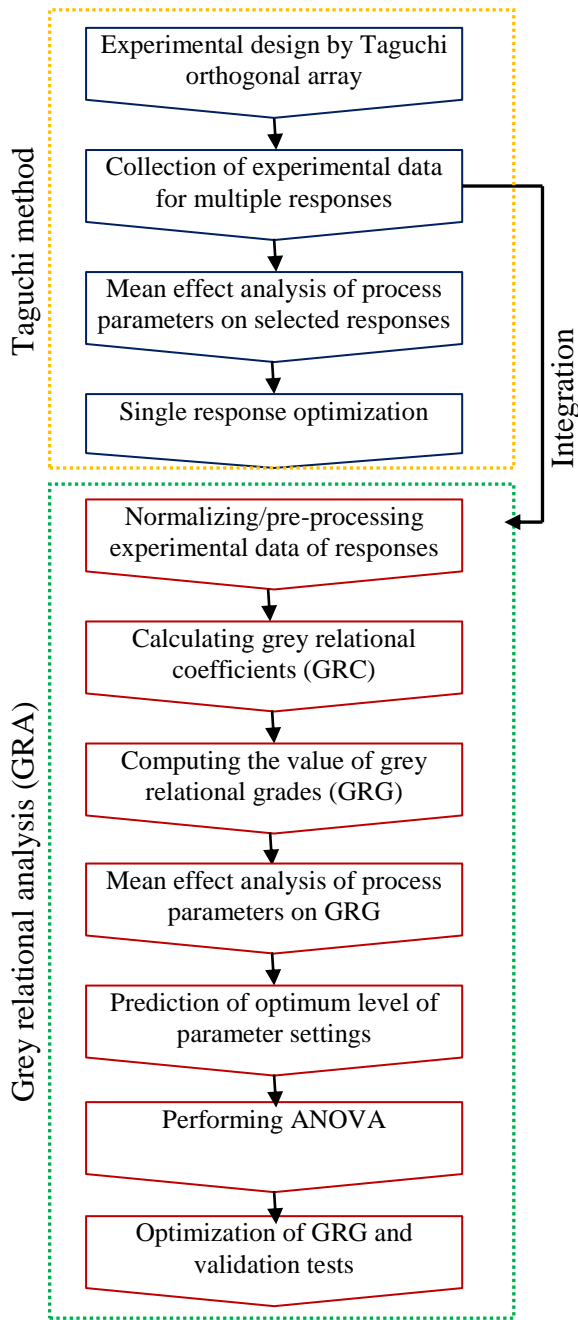 Taguchi method
Experimental design by Taguchi
orthogonal array
Collection of experimental data
for multiple responses
Mean effect analysis of process
parameters on selected responses
Single response optimization
Integration
Grey relational analysis (GRA)
Normalizing/pre-processing
experimental data of responses
Calculating grey relational
coefficients (GRC)
Computing the value of grey
relational grades (GRG)
Mean effect analysis of process
parameters on GRG
Prediction of optimum level of
parameter settings
Performing ANOVA
Optimization of GRG and
validation tests